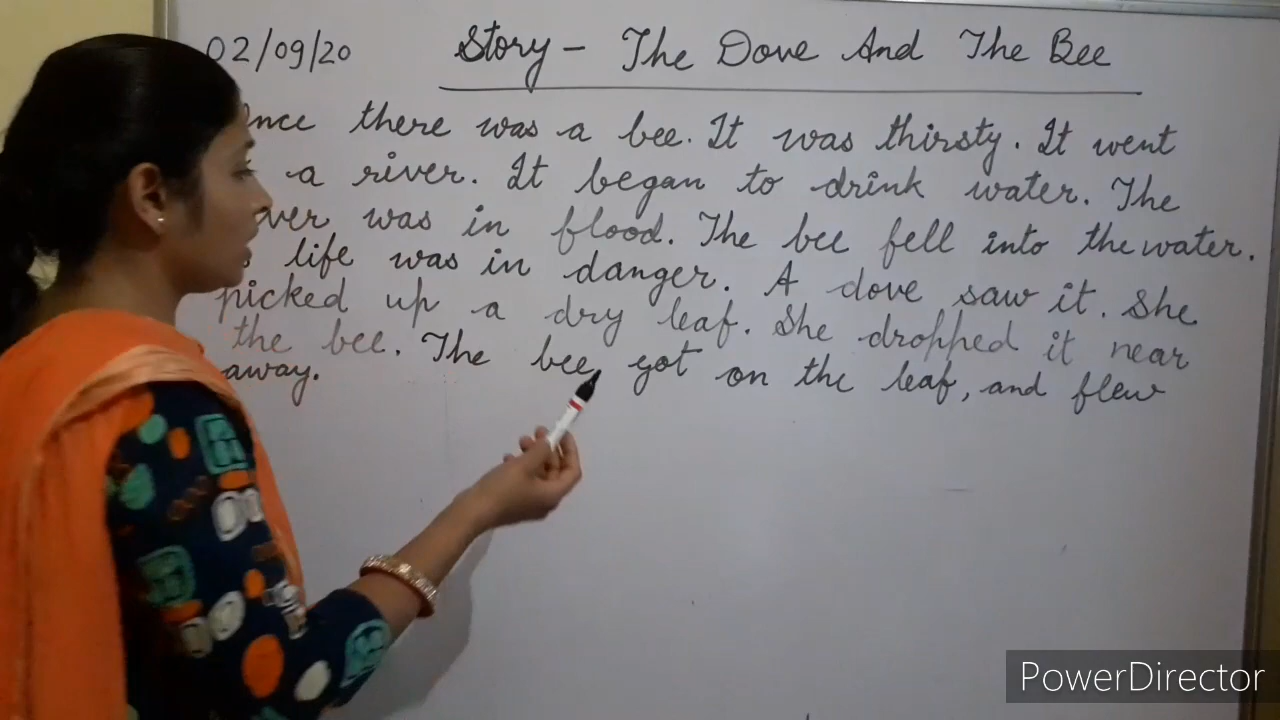 02/09/20 Story - The Dove And The Bee
Once there was a bee. It was thirsty. It went
a river. It began to drink water. The
was in flood. The bee fell into the water.
life was in danger. A dove saw it. She
picked up a dry leaf. She dropped it near
the bee. The bee got on the leaf, and flew
away.
PowerDirector